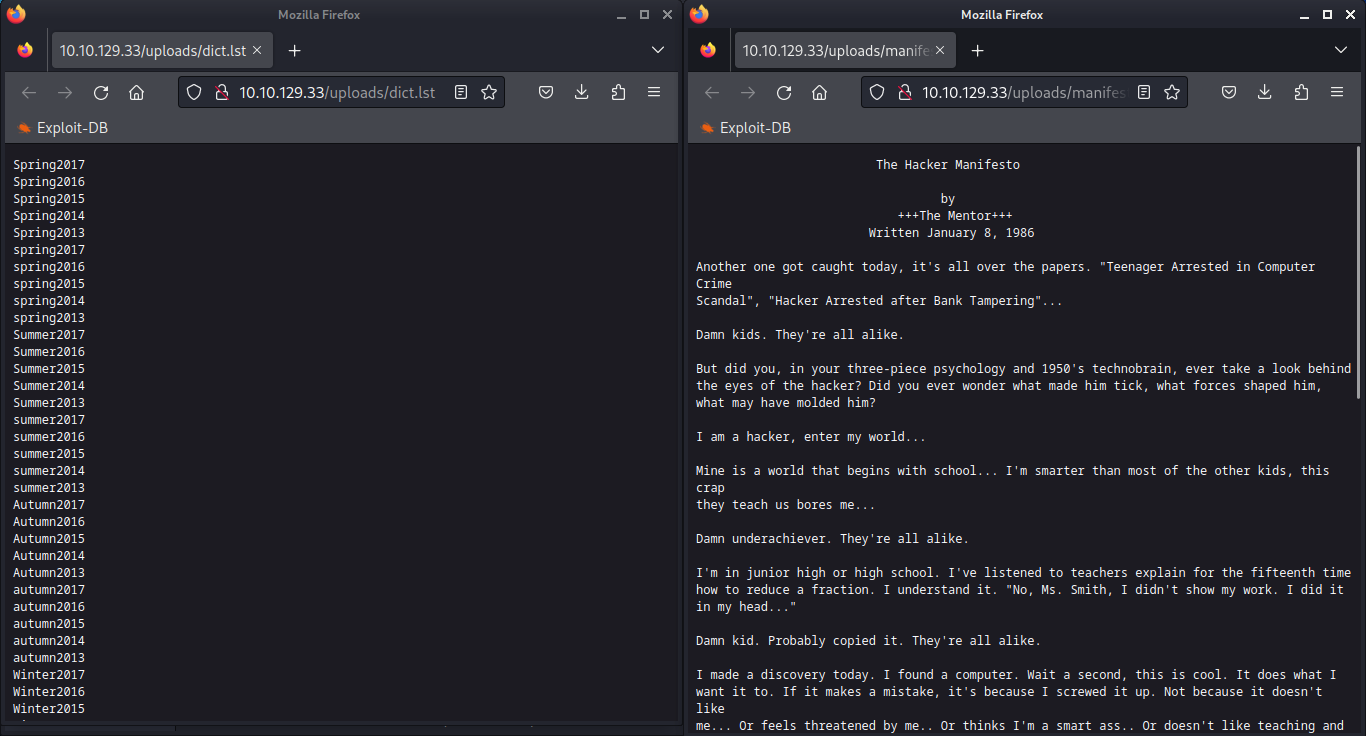 Mozilla Firefox
10.10.129.33/uploads/dict.lst
10.10.129.33/uploads/dict.lst
Exploit-DB
Spring2017
Spring2016
Spring2015
Spring2014
Spring2013
spring2017
spring2016
spring2015
spring2014
spring2013
Summer2017
Summer2016
Summer2015
Summer2014
Summer2013
summer2017
summer2016
summer2015
summer2014
summer2013
Autumn2017
Autumn2016
Autumn2015
Autumn2014
Autumn2013
autumn2017
autumn2016
autumn2015
autumn2014
autumn2013
Winter2017
Winter2016
Winter2015
Mozilla Firefox
10.10.129.33/uploads/manife
10.10.129.33/uploads/manifes
Exploit-DB
The Hacker Manifesto
by
+++The Mentor+++
Written January 8, 1986
Another one got caught today, it's all over the papers. "Teenager Arrested in Computer
Crime
Scandal", "Hacker Arrested after Bank Tampering"...
Damn kids. They're all alike.
But did you, in your three-piece psychology and 1950's technobrain, ever take a look behind
the eyes of the hacker? Did you ever wonder what made him tick, what forces shaped him,
what may have molded him?
I am a hacker, enter my world...
Mine is a world that begins with school... I'm smarter than most of the other kids, this
crap
they teach us bores me...
Damn underachiever. They're all alike.
I'm in junior high or high school. I've listened to teachers explain for the fifteenth time
how to reduce a fraction. I understand it. "No, Ms. Smith, I didn't show my work. I did it
in my head..."
Damn kid. Probably copied it. They're all alike.
I made a discovery today. I found a computer. Wait a second, this is cool. It does what I
want it to. If it makes a mistake, it's because I screwed it up. Not because it doesn't
like
me... Or feels threatened by me.. Or thinks I'm a smart ass.. Or doesn't like teaching and